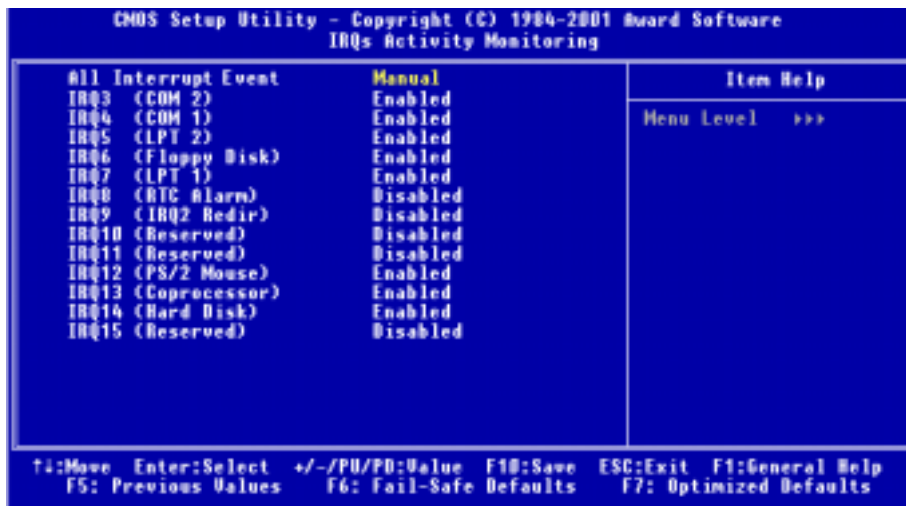 CMOS Setup Utility - Copyright (C) 1984-2001 Award Software
IRQs Activity Monitoring
All Interrupt Event Manual
IRQ3 (COM 2) Enabled
IRQ4 (COM 1) Enabled
IRQ5 (LPT 2) Enabled
IRQ6 (Floppy Disk) Enabled
IRQ7 (LPT 1) Enabled
IRQ8 (RTC Alarm) Disabled
IRQ9 (IRQ2 Redir) Disabled
IRQ10 (Reserved) Disabled
IRQ11 (Reserved) Disabled
IRQ12 (PS/2 Mouse) Enabled
IRQ13 (Coprocessor) Enabled
IRQ14 (Hard Disk) Enabled
IRQ15 (Reserved) Disabled
Item Help
Menu Level ▸▸▸
↑↓:Move Enter:Select +/-/PU/PD:Value F10:Save ESC:Exit F1:General Help
F5: Previous Values F6: Fail-Safe Defaults F7: Optimized Defaults